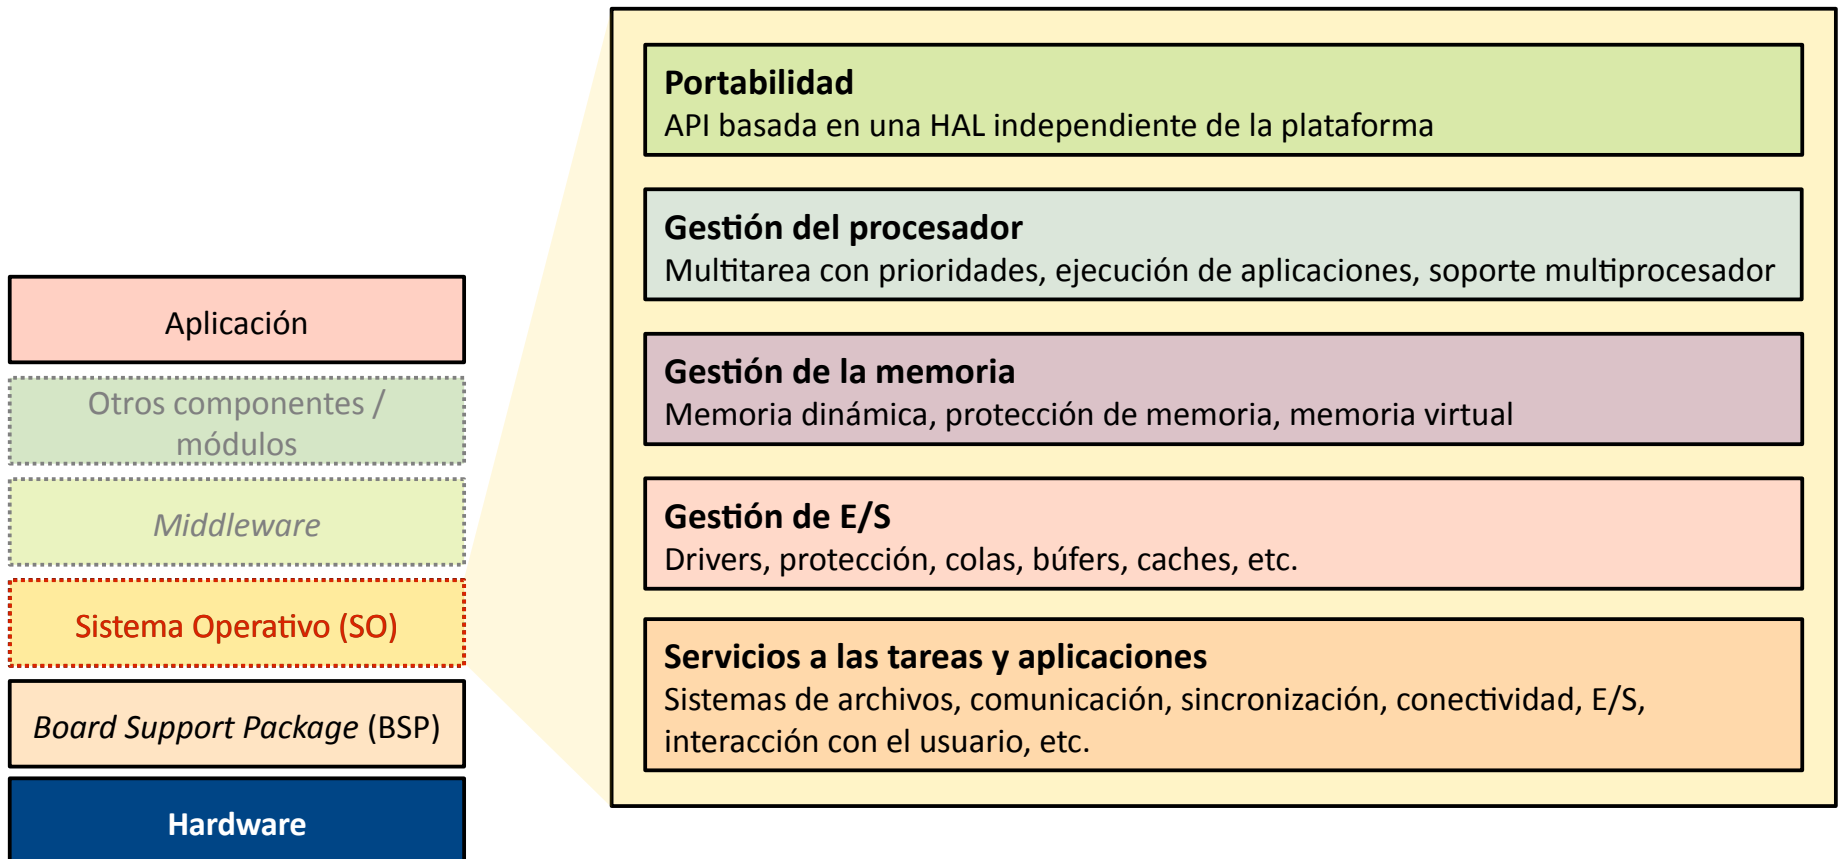 Aplicación
Otros componentes /
módulos
Middleware
Sistema Operativo (SO)
Board Support Package (BSP)
Hardware
Portabilidad
API basada en una HAL independiente de la plataforma
Gestión del procesador
Multitarea con prioridades, ejecución de aplicaciones, soporte multiprocesador
Gestión de la memoria
Memoria dinámica, protección de memoria, memoria virtual
Gestión de E/S
Drivers, protección, colas, búfers, caches, etc.
Servicios a las tareas y aplicaciones
Sistemas de archivos, comunicación, sincronización, conectividad, E/S,
interacción con el usuario, etc.